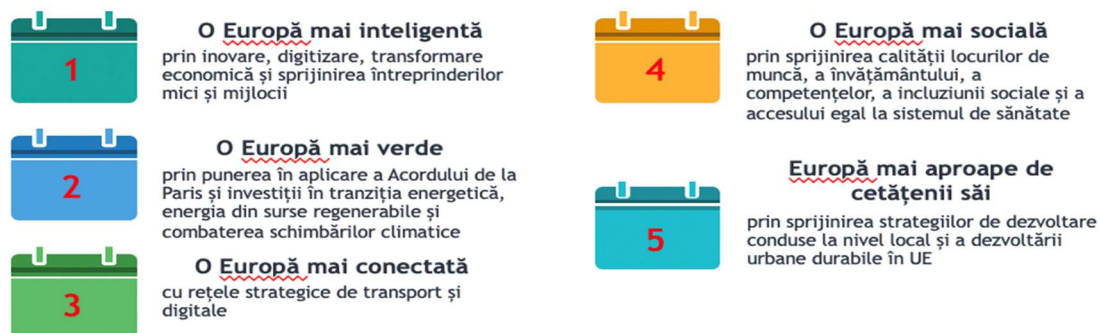 1
O Europă mai inteligentă
prin inovare, digitizare, transformare
economică și sprijinirea întreprinderilor
mici și mijlocii
2
O Europă mai verde
prin punerea în aplicare a Acordului de la
Paris și investiții în tranziția energetică,
energia din surse regenerabile și
combaterea schimbărilor climatice
3
O Europă mai conectată
cu rețele strategice de transport și
digitale
4
O Europă mai socială
prin sprijinirea calității locurilor de
muncă, a învățământului, a
competențelor, a incluziunii sociale și a
accesului egal la sistemul de sănătate
5
Europă mai aproape de
cetățenii săi
prin sprijinirea strategiilor de dezvoltare
conduse la nivel local și a dezvoltării
urbane durabile în UE